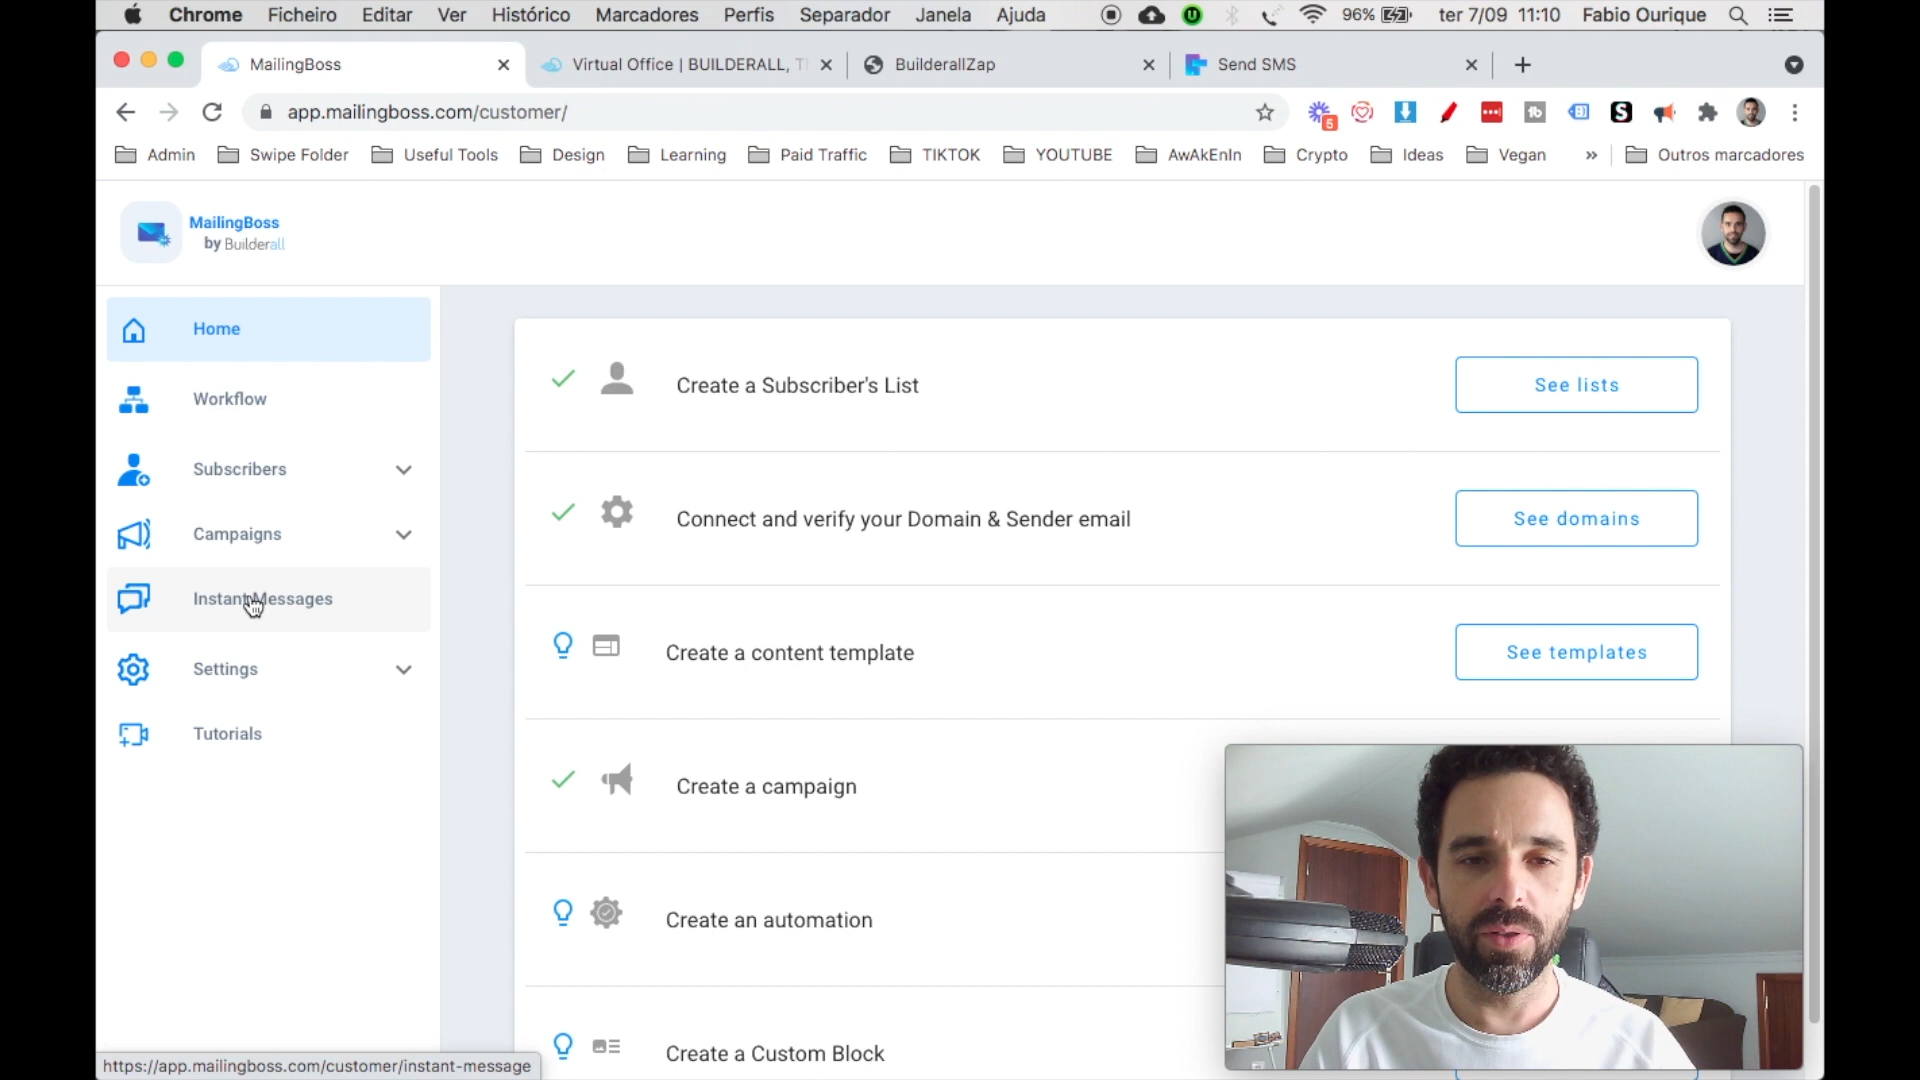 Chrome Ficheiro Editar Ver Histórico Marcadores Perfis Separador Janela Ajuda 96% ter 7/09 11:10 Fabio Ourique
MailingBoss Virtual Office | BUILDERALL, BuilderallZap Send SMS
app.mailingboss.com/customer/
5
Admin Swipe Folder Useful Tools Design Learning Paid Traffic TIKTOK YOUTUBE AwAkEnIn Crypto Ideas Vegan » Outros marcadores
MailingBoss
by Builderall
Home
Workflow
Subscribers
Campaigns
Instant Messages
Settings
Tutorials
Create a Subscriber's List See lists
Connect and verify your Domain & Sender email See domains
Create a content template See templates
Create a campaign
Create an automation
Create a Custom Block
https://app.mailingboss.com/customer/instant-message